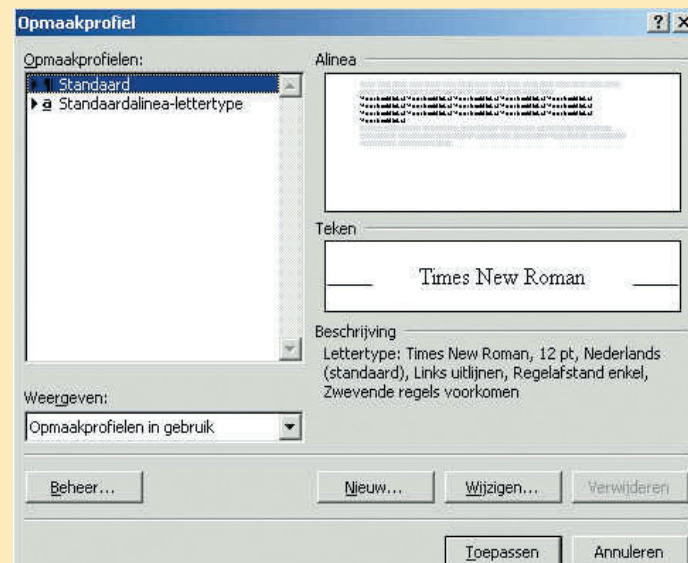 Opmaakprofiel
Opmaakprofielen:
¶ Standaard
a Standaardalinea-lettertype
Weergeven:
Opmaakprofielen in gebruik
Alinea
Teken
Times New Roman
Beschrijving
Lettertype: Times New Roman, 12 pt, Nederlands
(standaard), Links uitlijnen, Regelafstand enkel,
Zwevende regels voorkomen
Beheer...
Nieuw...
Wijzigen...
Verwijderen
Toepassen
Annuleren